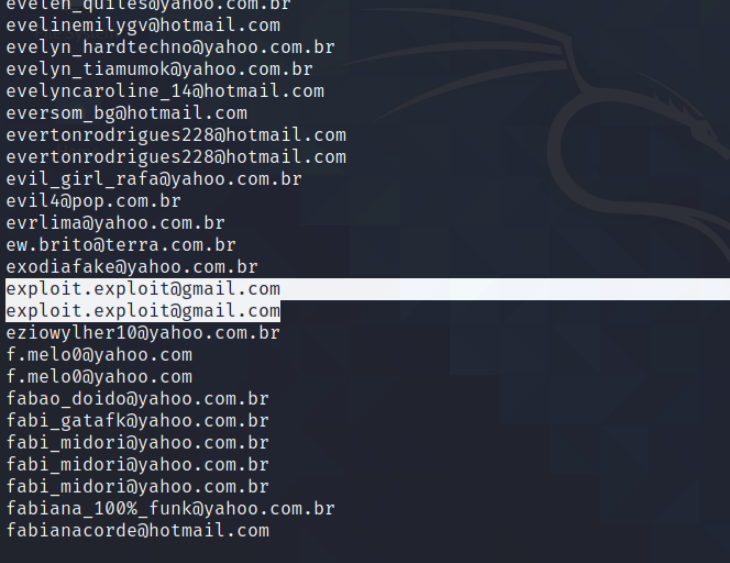 evelen_quiles@yahoo.com.br
evelinemilygv@hotmail.com
evelyn_hardtechno@yahoo.com.br
evelyn_tiamumok@yahoo.com.br
evelyncaroline_14@hotmail.com
eversom_bg@hotmail.com
evertonrodrigues228@hotmail.com
evertonrodrigues228@hotmail.com
evil_girl_rafa@yahoo.com.br
evil4@pop.com.br
evrlima@yahoo.com.br
ew.brito@terra.com.br
exodiafake@yahoo.com.br
exploit.exploit@gmail.com
exploit.exploit@gmail.com
eziowylher10@yahoo.com.br
f.melo0@yahoo.com
f.melo0@yahoo.com
fabao_doido@yahoo.com.br
fabi_gatafk@yahoo.com.br
fabi_midori@yahoo.com.br
fabi_midori@yahoo.com.br
fabi_midori@yahoo.com.br
fabiana_100%_funk@yahoo.com.br
fabianacorde@hotmail.com